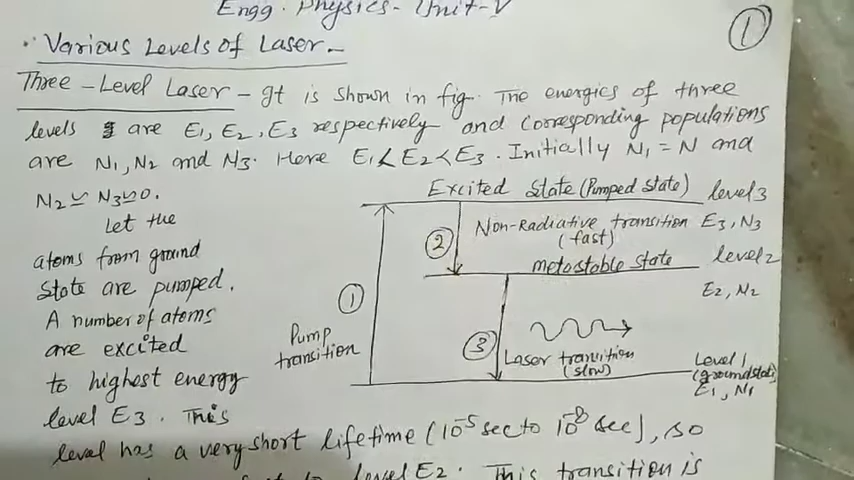 Engg. Physics- Unit-V
1
Various Levels of Laser-
Three-Level Laser - It is shown in fig. The energies of three
levels are E1, E2, E3 respectively and corresponding populations
are N1, N2 and N3. Here E1<E2<E3. Initially N1 = N and
N2 ≃ N3 ≃ 0.
Let the
atoms from ground
state are pumped.
A number of atoms
are excited
to highest energy
level E3. This
Excited State (Pumped State) level 3
Non-Radiative transition E3, N3
(fast)
2
metastable state level 2
E2, N2
1
Pump
transition
3
Laser transition
(slow)
Level 1
(ground state)
E1, N1
level has a very short lifetime (10⁻⁵ sec to 10⁻⁸ sec), so
level E2. This transition is